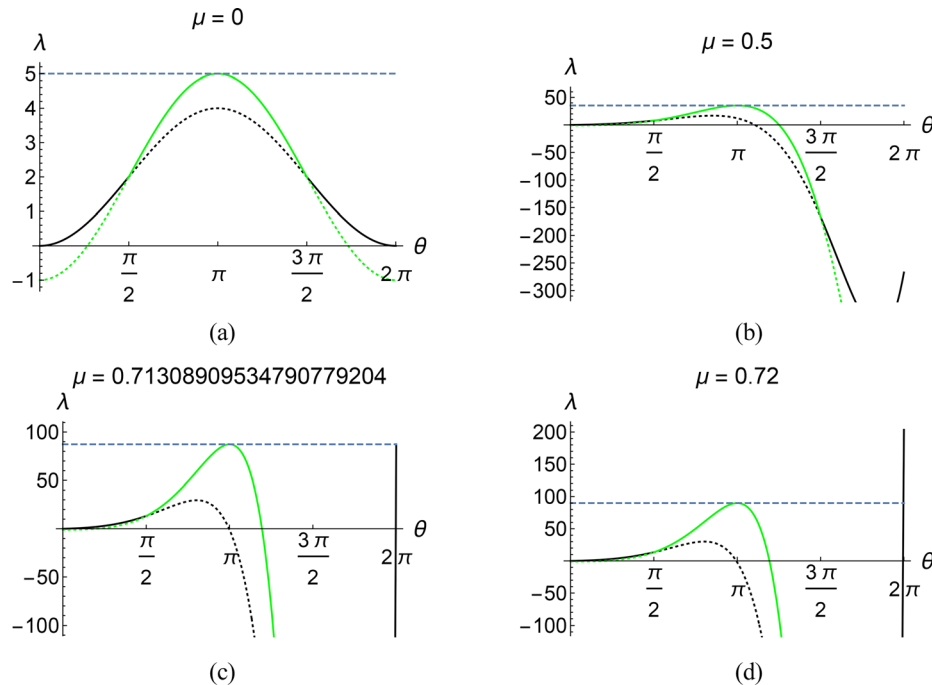 μ = 0
λ
5
4
3
2
1
−1
π/2
π
3π/2
2π
θ
(a)
μ = 0.5
λ
50
−50
−100
−150
−200
−250
−300
π/2
π
3π/2
2π
θ
(b)
μ = 0.71308909534790779204
λ
100
50
−50
−100
π/2
π
3π/2
2π
θ
(c)
μ = 0.72
λ
200
150
100
50
−50
−100
π/2
π
3π/2
2π
θ
(d)